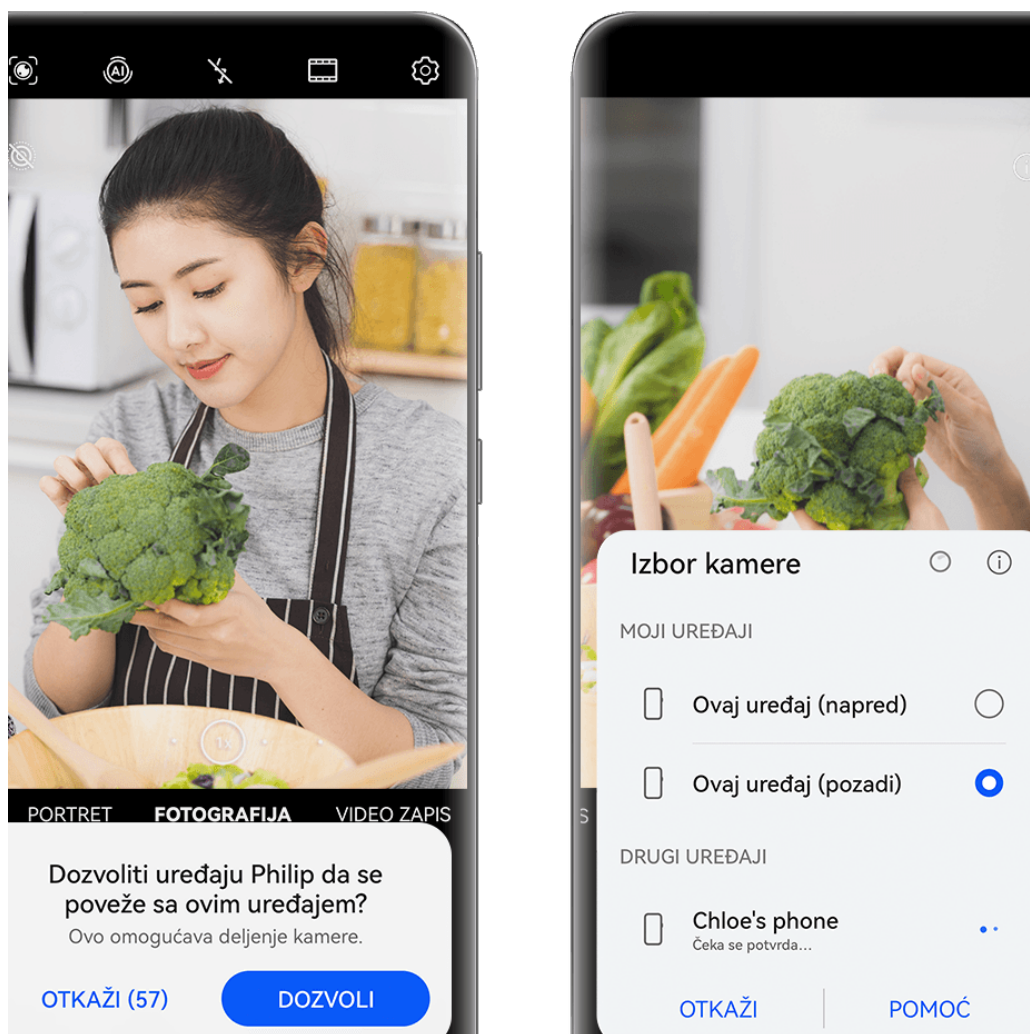 AI
1x
PORTRET FOTOGRAFIJA VIDEO ZAPIS
Dozvoliti uređaju Philip da se
poveže sa ovim uređajem?
Ovo omogućava deljenje kamere.
OTKAŽI (57) DOZVOLI
S
Izbor kamere
MOJI UREĐAJI
Ovaj uređaj (napred)
Ovaj uređaj (pozadi)
DRUGI UREĐAJI
Chloe's phone
Čeka se potvrda...
OTKAŽI POMOĆ